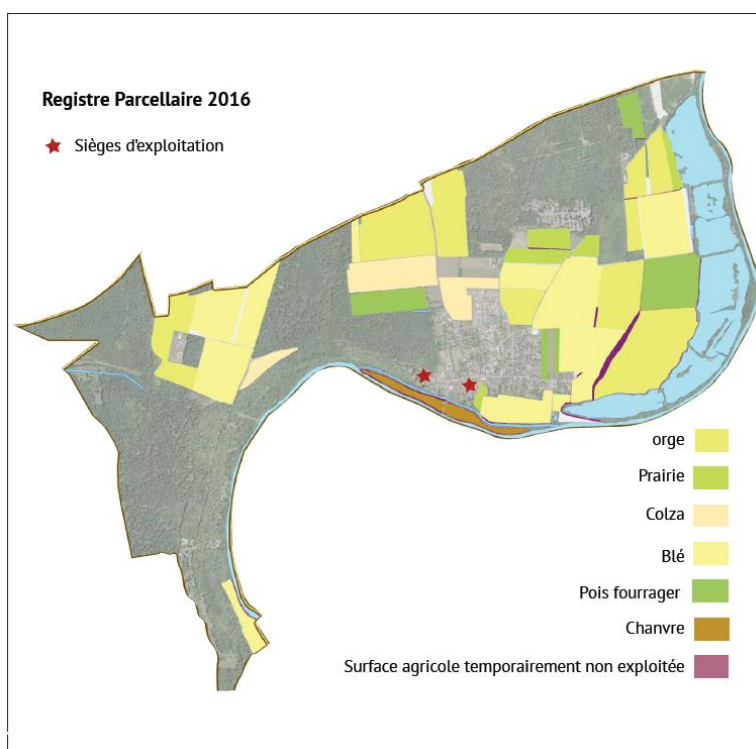 Registre Parcellaire 2016
Sièges d'exploitation
orge
Prairie
Colza
Blé
Pois fourrager
Chanvre
Surface agricole temporairement non exploitée